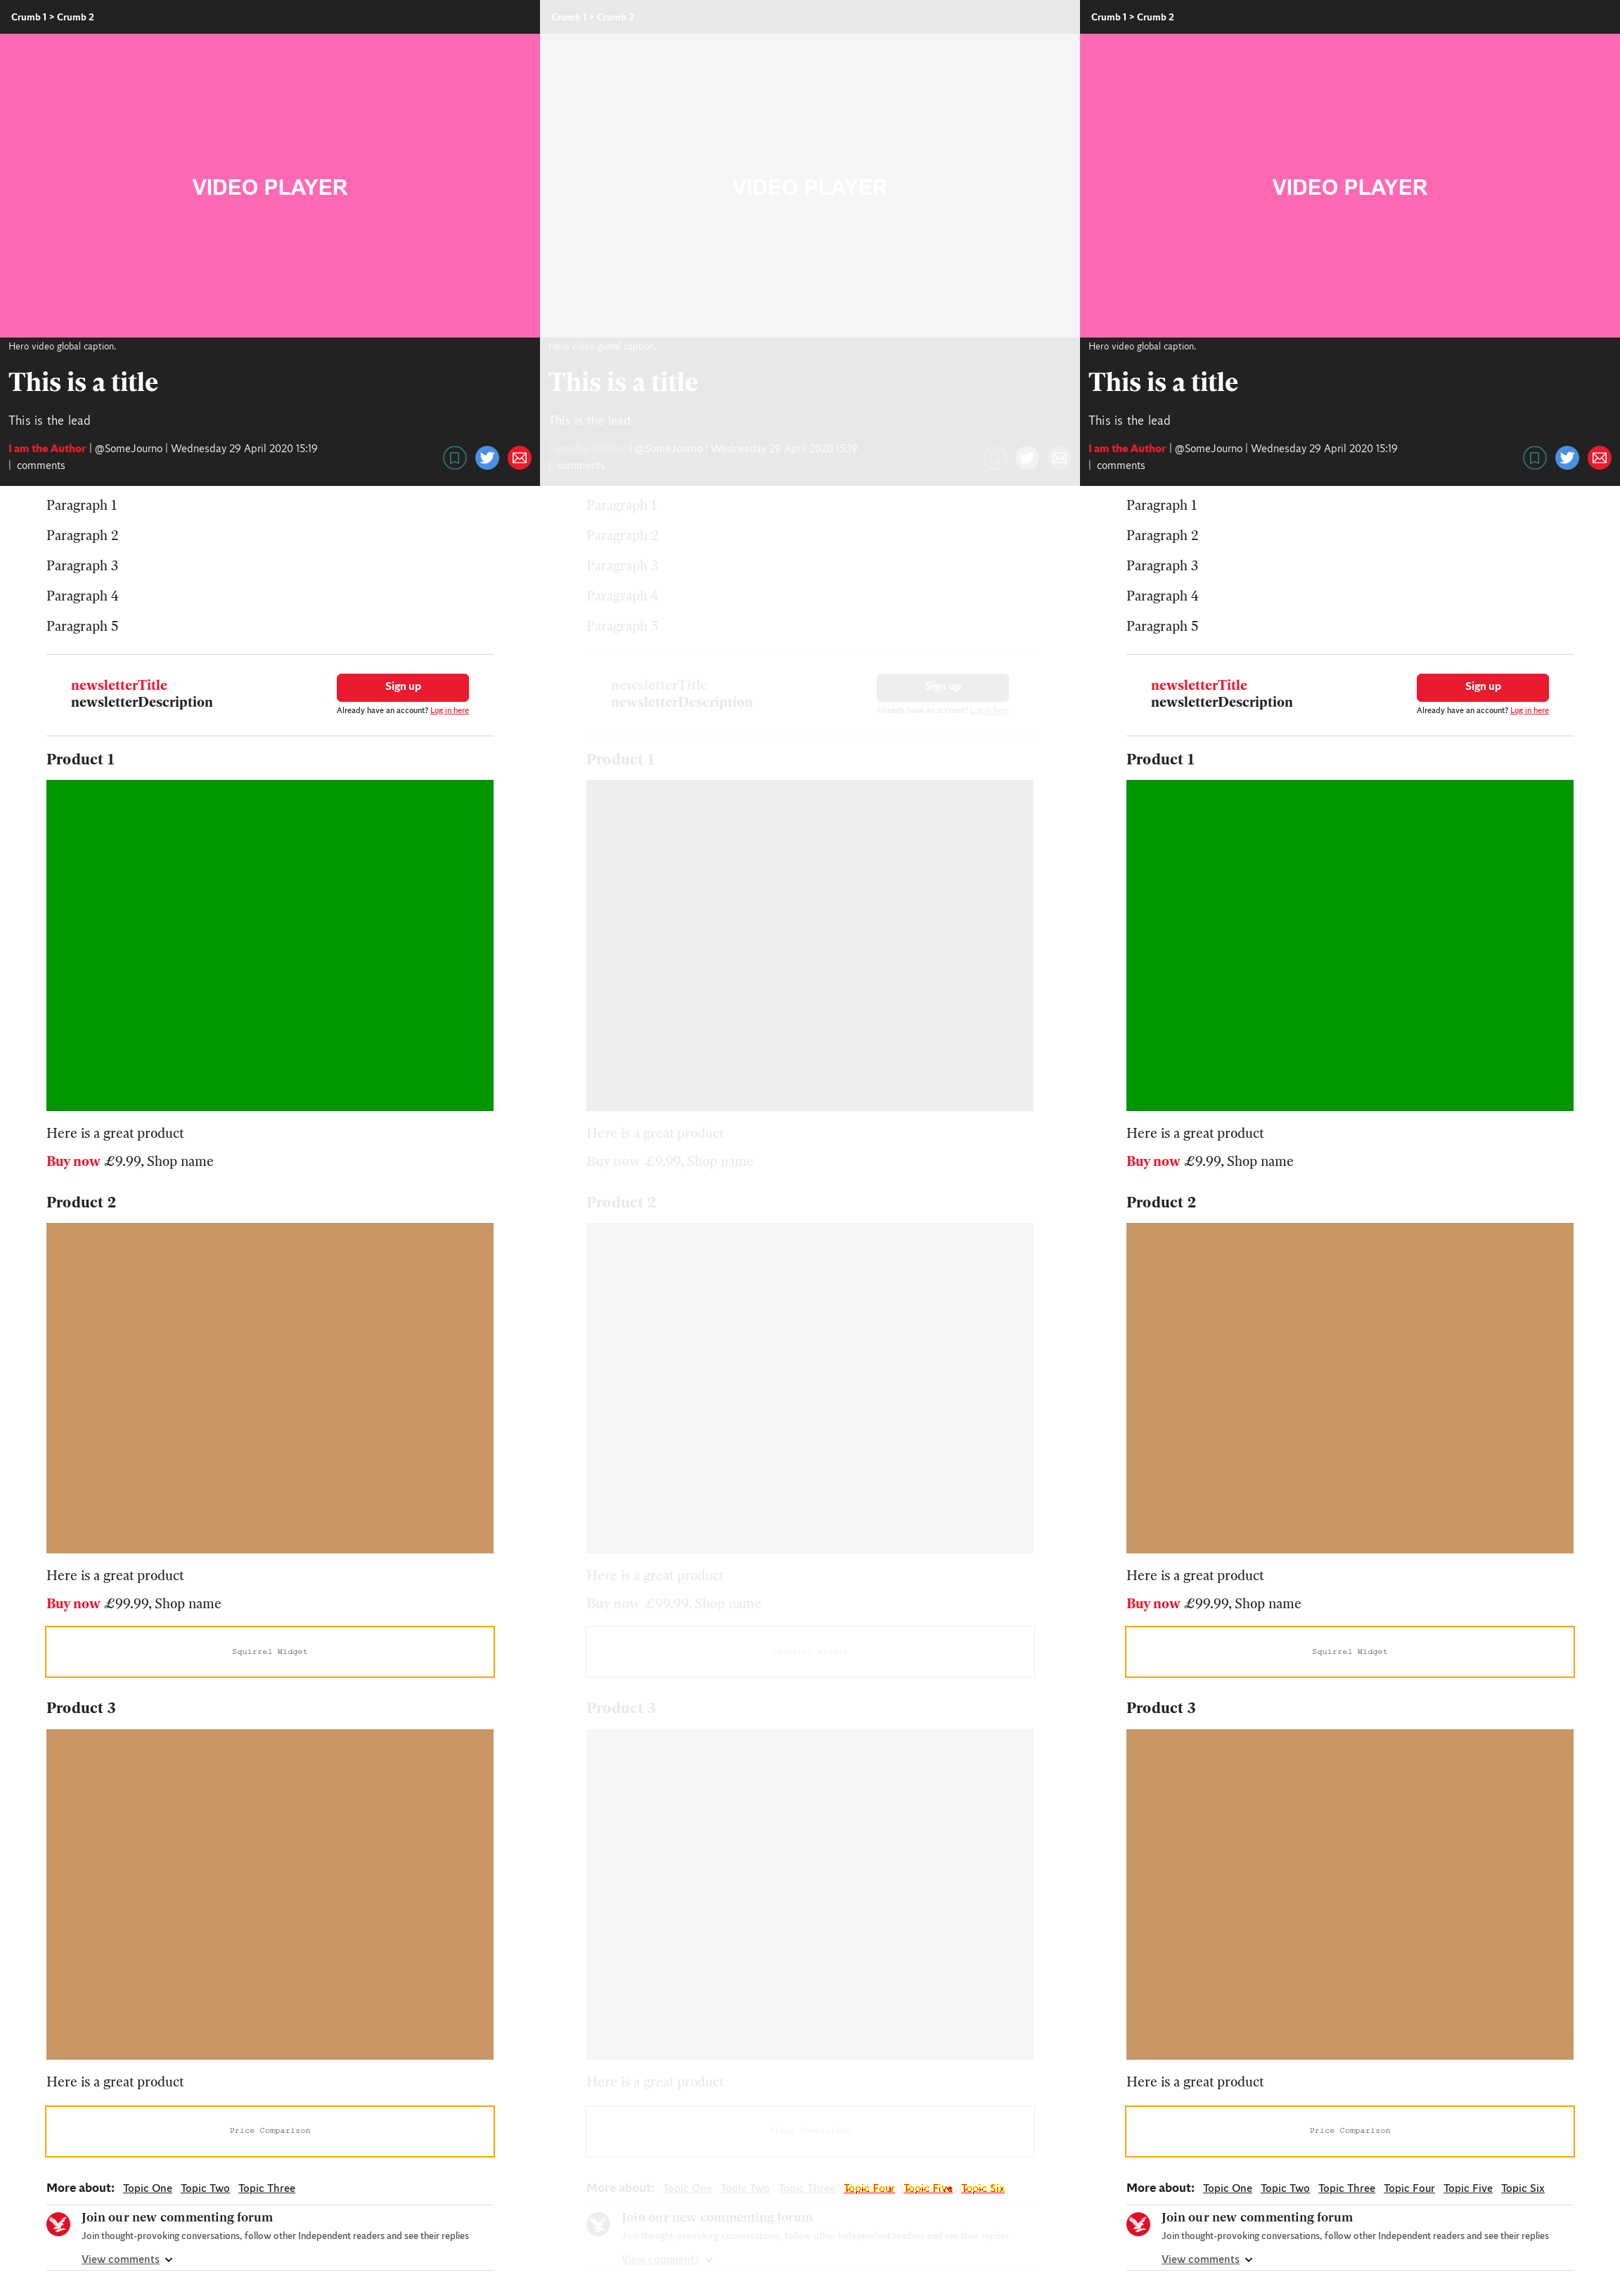 Crumb 1 > Crumb 2
VIDEO PLAYER
Hero video global caption.
This is a title
This is the lead
I am the Author | @SomeJourno | Wednesday 29 April 2020 15:19
| comments
Paragraph 1
Paragraph 2
Paragraph 3
Paragraph 4
Paragraph 5
newsletterTitle
newsletterDescription
Sign up
Already have an account? Log in here
Product 1
Here is a great product
Buy now £9.99, Shop name
Product 2
Here is a great product
Buy now £99.99, Shop name
Squirrel Widget
Product 3
Here is a great product
Price Comparison
More about: Topic One Topic Two Topic Three
Join our new commenting forum
Join thought-provoking conversations, follow other Independent readers and see their replies
View comments
Crumb 1 > Crumb 2
VIDEO PLAYER
Hero video global caption.
This is a title
This is the lead
I am the Author | @SomeJourno | Wednesday 29 April 2020 15:19
| comments
Paragraph 1
Paragraph 2
Paragraph 3
Paragraph 4
Paragraph 5
newsletterTitle
newsletterDescription
Sign up
Already have an account? Log in here
Product 1
Here is a great product
Buy now £9.99, Shop name
Product 2
Here is a great product
Buy now £99.99, Shop name
Squirrel Widget
Product 3
Here is a great product
Price Comparison
More about: Topic One Topic Two Topic Three Topic Four Topic Five Topic Six
Join our new commenting forum
Join thought-provoking conversations, follow other Independent readers and see their replies
View comments
Crumb 1 > Crumb 2
VIDEO PLAYER
Hero video global caption.
This is a title
This is the lead
I am the Author | @SomeJourno | Wednesday 29 April 2020 15:19
| comments
Paragraph 1
Paragraph 2
Paragraph 3
Paragraph 4
Paragraph 5
newsletterTitle
newsletterDescription
Sign up
Already have an account? Log in here
Product 1
Here is a great product
Buy now £9.99, Shop name
Product 2
Here is a great product
Buy now £99.99, Shop name
Squirrel Widget
Product 3
Here is a great product
Price Comparison
More about: Topic One Topic Two Topic Three Topic Four Topic Five Topic Six
Join our new commenting forum
Join thought-provoking conversations, follow other Independent readers and see their replies
View comments